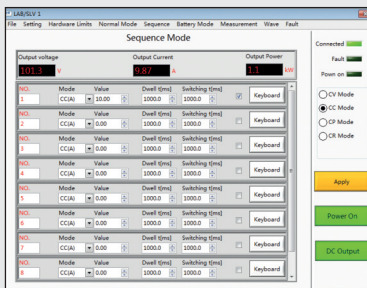 LAB/SLV 1
File Setting Hardware Limits Normal Mode Sequence Battery Mode Measurement Wave Fault
Sequence Mode
Output voltage Output Current Output Power
101.3 V 9.87 A 1.1 kW
NO. Mode Value Dwell t[ms] Switching t[ms]
1 CC(A) 10.00 1000.0 1000.0 Keyboard
NO. Mode Value Dwell t[ms] Switching t[ms]
2 CC(A) 0.00 1000.0 1000.0 Keyboard
NO. Mode Value Dwell t[ms] Switching t[ms]
3 CC(A) 0.00 1000.0 1000.0 Keyboard
NO. Mode Value Dwell t[ms] Switching t[ms]
4 CC(A) 0.00 1000.0 1000.0 Keyboard
NO. Mode Value Dwell t[ms] Switching t[ms]
5 CC(A) 0.00 1000.0 1000.0 Keyboard
NO. Mode Value Dwell t[ms] Switching t[ms]
6 CC(A) 0.00 1000.0 1000.0 Keyboard
NO. Mode Value Dwell t[ms] Switching t[ms]
7 CC(A) 0.00 1000.0 1000.0 Keyboard
NO. Mode Value Dwell t[ms] Switching t[ms]
8 CC(A) 0.00 1000.0 1000.0 Keyboard
Connected
Fault
Pown on
CV Mode
CC Mode
CP Mode
CR Mode
Apply
Power On
DC Output